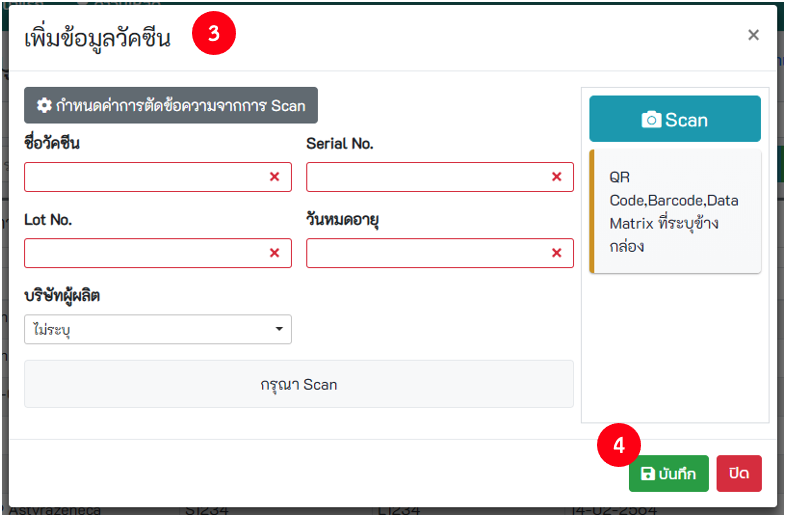 เพิ่มข้อมูลวัคซีน
3
×
กำหนดค่าการตัดข้อความจากการ Scan
ชื่อวัคซีน
Serial No.
Lot No.
วันหมดอายุ
บริษัทผู้ผลิต
ไม่ระบุ
กรุณา Scan
Scan
QR
Code,Barcode,Data
Matrix ที่ระบุข้าง
กล่อง
4
บันทึก
ปิด
Astyrazeneca
S1234
L1234
14-02-2564